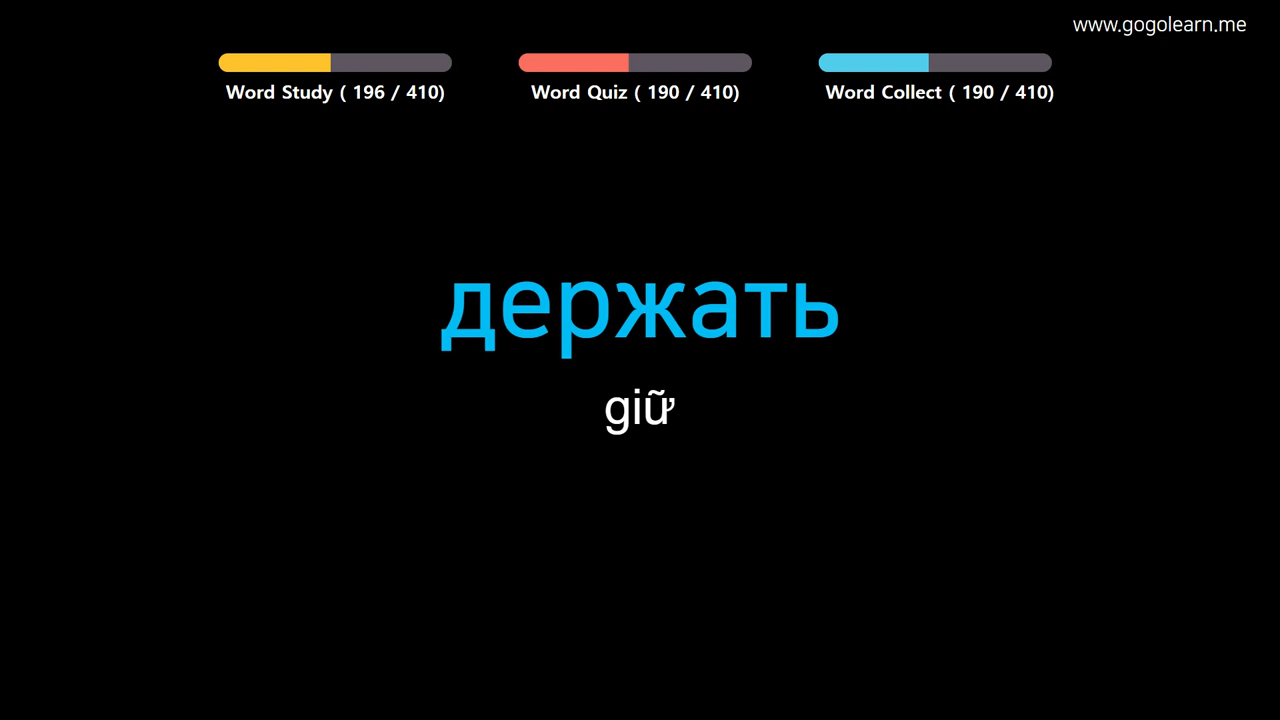 www.gogolearn.me
Word Study ( 196 / 410)
Word Quiz ( 190 / 410)
Word Collect ( 190 / 410)
держать
giữ